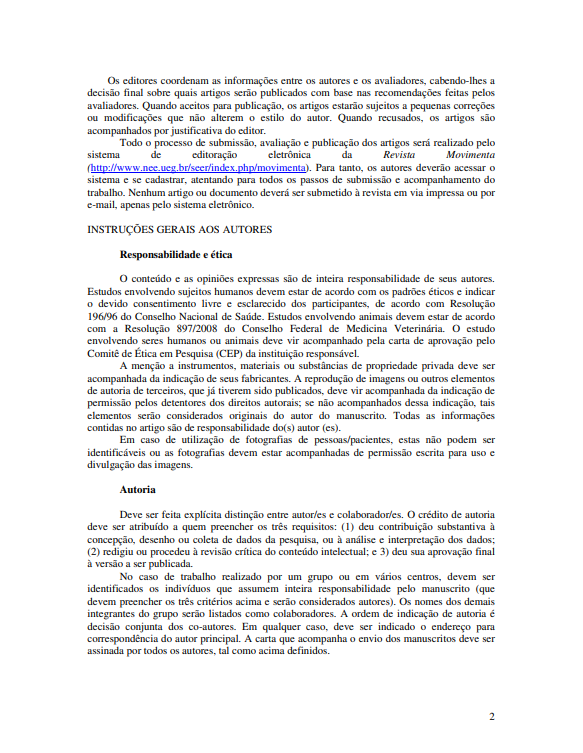 Os editores coordenam as informações entre os autores e os avaliadores, cabendo-lhes a
decisão final sobre quais artigos serão publicados com base nas recomendações feitas pelos
avaliadores. Quando aceitos para publicação, os artigos estarão sujeitos a pequenas correções
ou modificações que não alterem o estilo do autor. Quando recusados, os artigos são
acompanhados por justificativa do editor.
Todo o processo de submissão, avaliação e publicação dos artigos será realizado pelo
sistema de editoração eletrônica da Revista Movimenta
(http://www.nee.ueg.br/seer/index.php/movimenta). Para tanto, os autores deverão acessar o
sistema e se cadastrar, atentando para todos os passos de submissão e acompanhamento do
trabalho. Nenhum artigo ou documento deverá ser submetido à revista em via impressa ou por
e-mail, apenas pelo sistema eletrônico.
INSTRUÇÕES GERAIS AOS AUTORES
Responsabilidade e ética
O conteúdo e as opiniões expressas são de inteira responsabilidade de seus autores.
Estudos envolvendo sujeitos humanos devem estar de acordo com os padrões éticos e indicar
o devido consentimento livre e esclarecido dos participantes, de acordo com Resolução
196/96 do Conselho Nacional de Saúde. Estudos envolvendo animais devem estar de acordo
com a Resolução 897/2008 do Conselho Federal de Medicina Veterinária. O estudo
envolvendo seres humanos ou animais deve vir acompanhado pela carta de aprovação pelo
Comitê de Ética em Pesquisa (CEP) da instituição responsável.
A menção a instrumentos, materiais ou substâncias de propriedade privada deve ser
acompanhada da indicação de seus fabricantes. A reprodução de imagens ou outros elementos
de autoria de terceiros, que já tiverem sido publicados, deve vir acompanhada da indicação de
permissão pelos detentores dos direitos autorais; se não acompanhados dessa indicação, tais
elementos serão considerados originais do autor do manuscrito. Todas as informações
contidas no artigo são de responsabilidade do(s) autor (es).
Em caso de utilização de fotografias de pessoas/pacientes, estas não podem ser
identificáveis ou as fotografias devem estar acompanhadas de permissão escrita para uso e
divulgação das imagens.
Autoria
Deve ser feita explícita distinção entre autor/es e colaborador/es. O crédito de autoria
deve ser atribuído a quem preencher os três requisitos: (1) deu contribuição substantiva à
concepção, desenho ou coleta de dados da pesquisa, ou à análise e interpretação dos dados;
(2) redigiu ou procedeu à revisão crítica do conteúdo intelectual; e 3) deu sua aprovação final
à versão a ser publicada.
No caso de trabalho realizado por um grupo ou em vários centros, devem ser
identificados os indivíduos que assumem inteira responsabilidade pelo manuscrito (que
devem preencher os três critérios acima e serão considerados autores). Os nomes dos demais
integrantes do grupo serão listados como colaboradores. A ordem de indicação de autoria é
decisão conjunta dos co-autores. Em qualquer caso, deve ser indicado o endereço para
correspondência do autor principal. A carta que acompanha o envio dos manuscritos deve ser
assinada por todos os autores, tal como acima definidos.
2